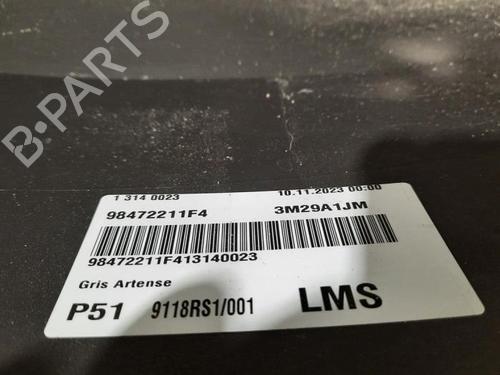 B-PARTS
1 314 0023 10.11.2023 00:00
98472211F4 3M29A1JM
98472211F413140023
Gris Artense
P51 9118RS1/001 LMS